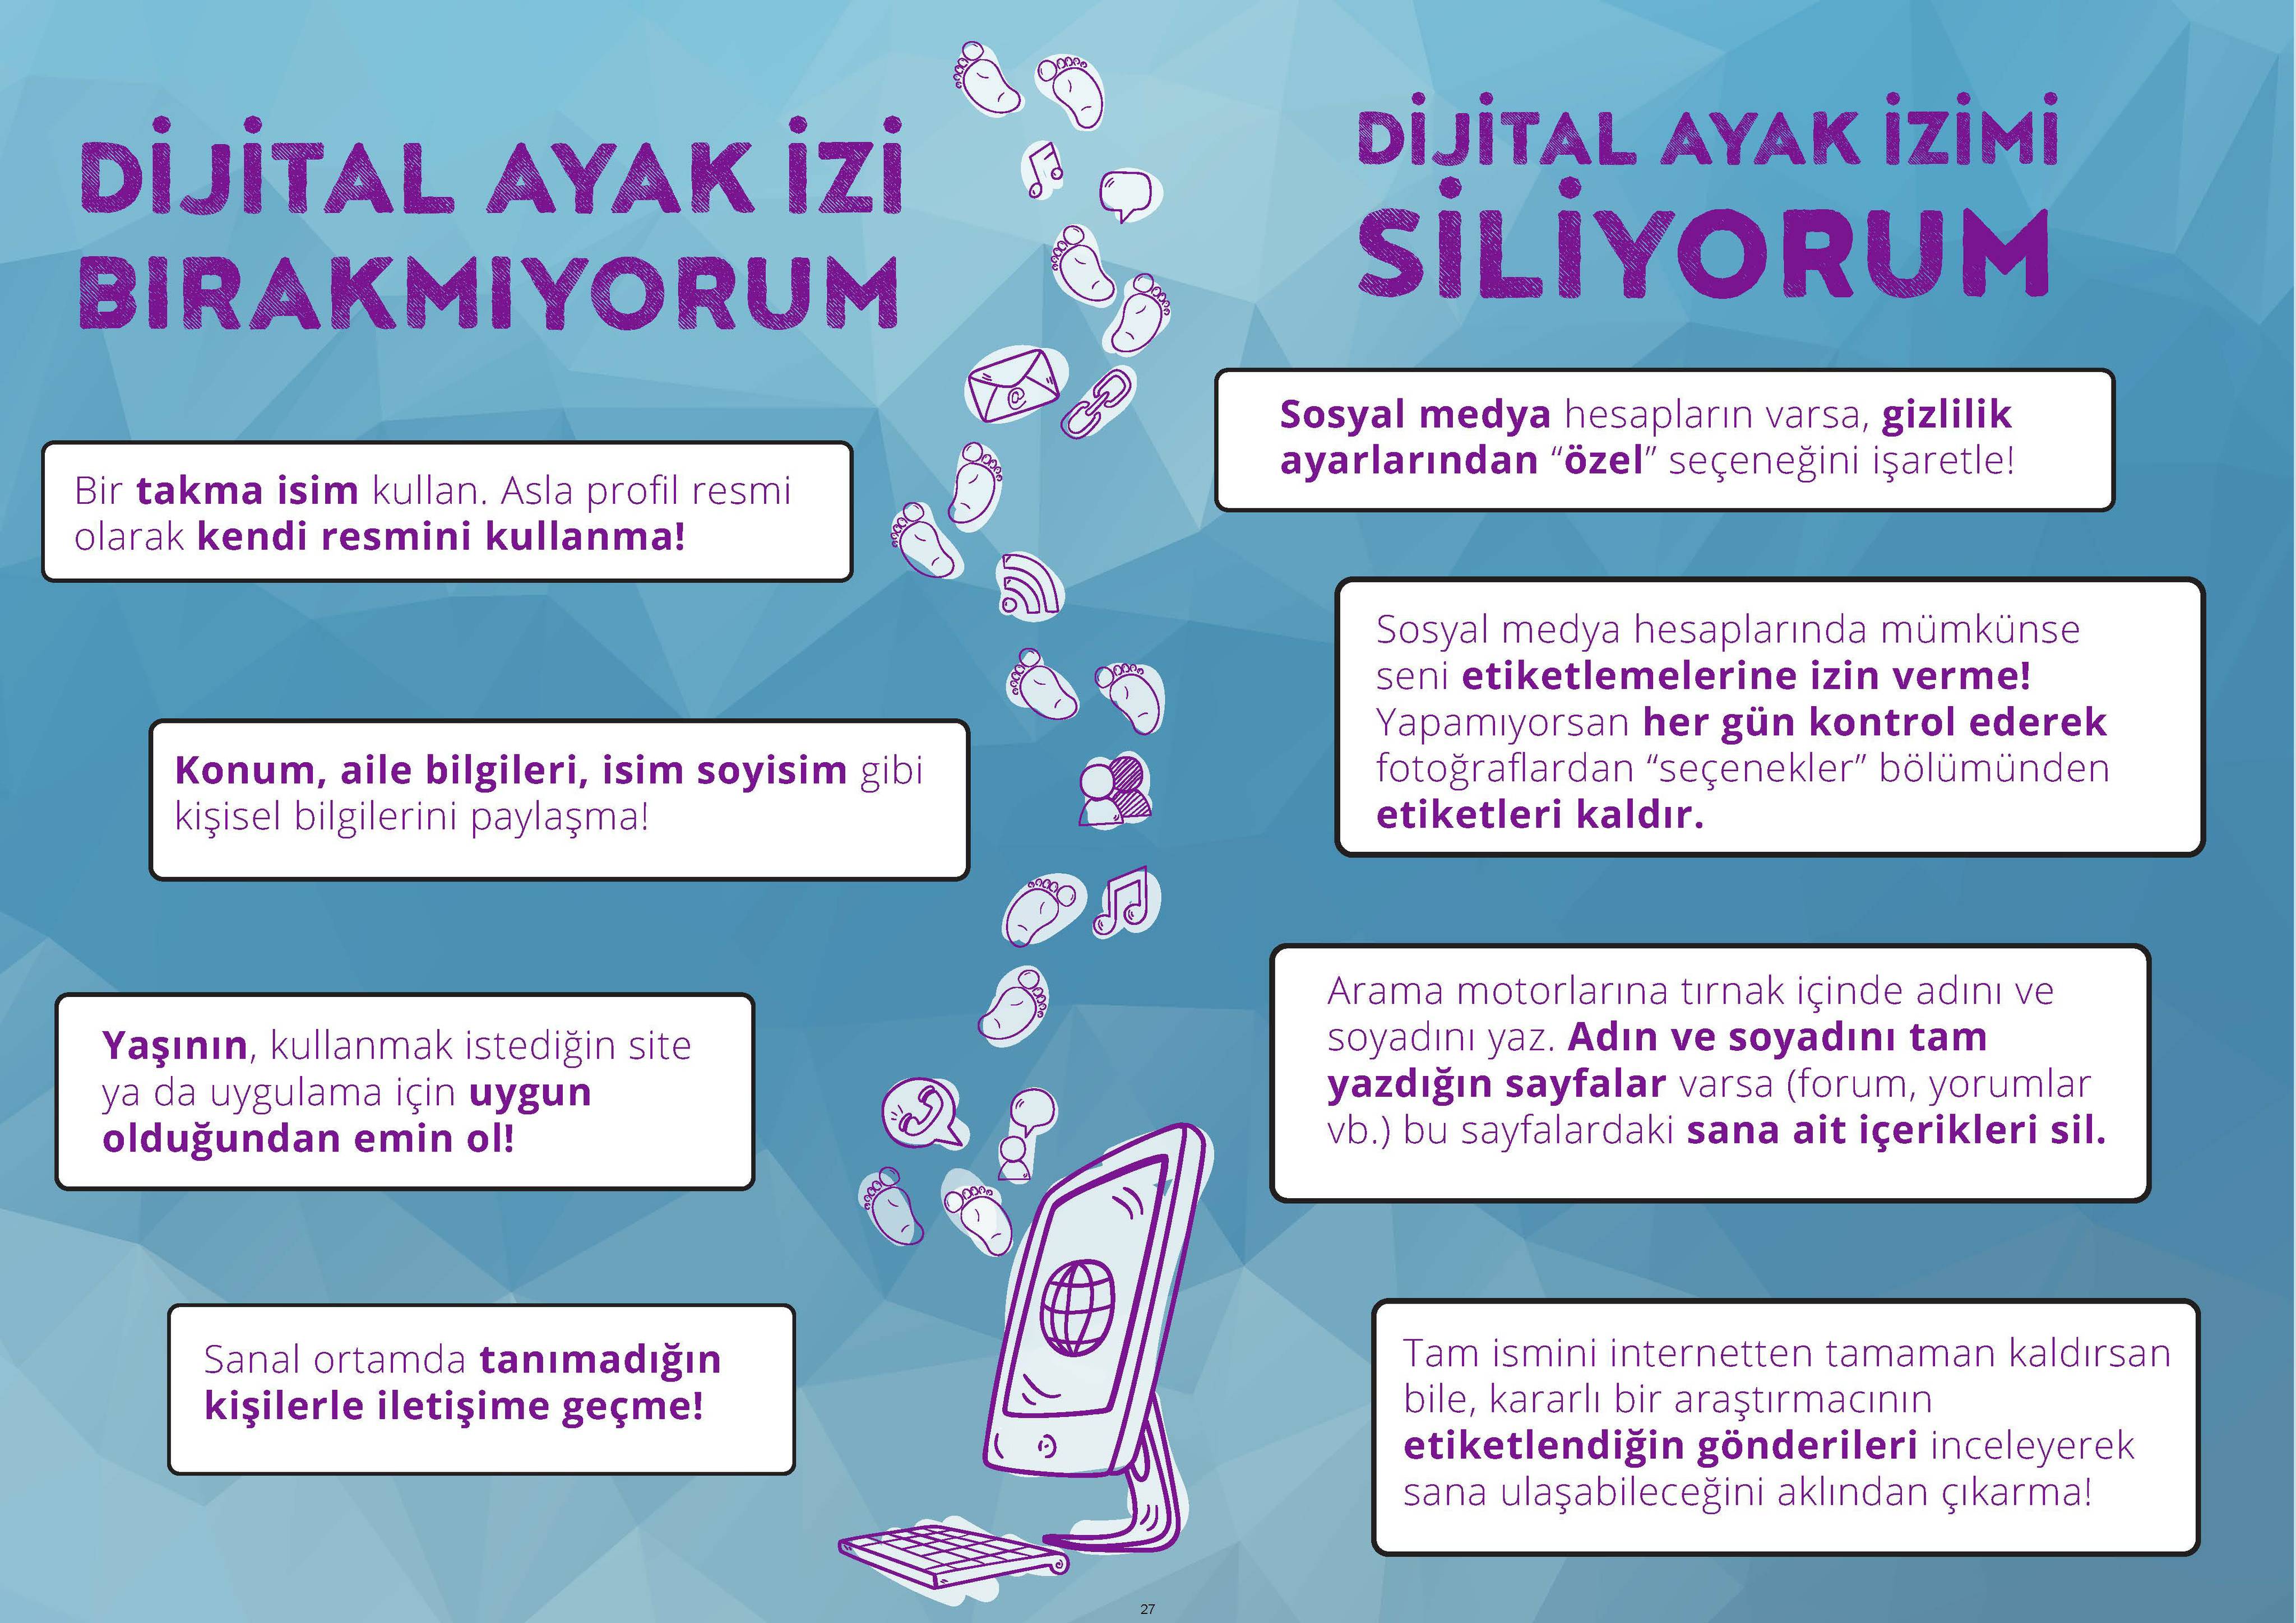 DİJİTAL AYAK İZİ
BIRAKMIYORUM
Bir takma isim kullan. Asla profil resmi
olarak kendi resmini kullanma!
Konum, aile bilgileri, isim soyisim gibi
kişisel bilgilerini paylaşma!
Yaşının, kullanmak istediğin site
ya da uygulama için uygun
olduğundan emin ol!
Sanal ortamda tanımadığın
kişilerle iletişime geçme!
DİJİTAL AYAK İZİMİ
SİLİYORUM
Sosyal medya hesapların varsa, gizlilik
ayarlarından “özel” seçeneğini işaretle!
Sosyal medya hesaplarında mümkünse
seni etiketlemelerine izin verme!
Yapamıyorsan her gün kontrol ederek
fotoğraflardan “seçenekler” bölümünden
etiketleri kaldır.
Arama motorlarına tırnak içinde adını ve
soyadını yaz. Adın ve soyadını tam
yazdığın sayfalar varsa (forum, yorumlar
vb.) bu sayfalardaki sana ait içerikleri sil.
Tam ismini internetten tamaman kaldırsan
bile, kararlı bir araştırmacının
etiketlendiğin gönderileri inceleyerek
sana ulaşabileceğini aklından çıkarma!
@
27